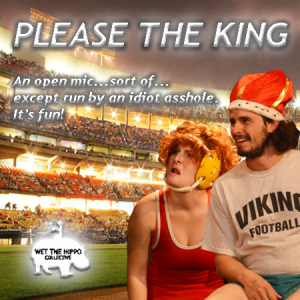 PLEASE THE KING
An open mic...sort of...
except run by an idiot asshole.
It's fun!
VIKING
FOOTBALL
WET THE HIPPO
COLLECTIVE